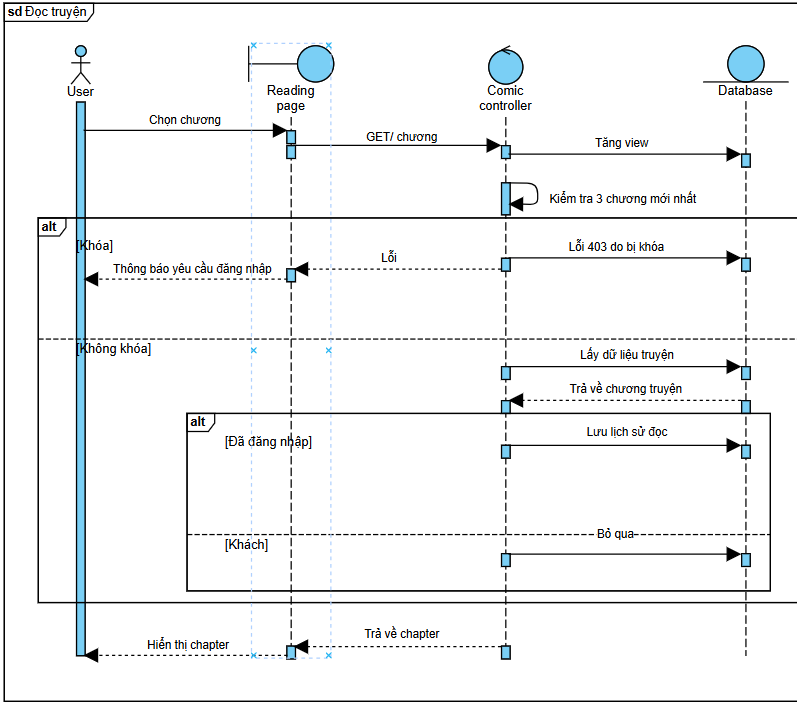 sd Đọc truyện
User
Reading
page
Comic
controller
Database
Chọn chương
GET/ chương
Tăng view
Kiểm tra 3 chương mới nhất
alt
[Khóa]
Lỗi 403 do bị khóa
Lỗi
Thông báo yêu cầu đăng nhập
[Không khóa]
Lấy dữ liệu truyện
Trả về chương truyện
alt
[Đã đăng nhập]
Lưu lịch sử đọc
Bỏ qua
[Khách]
Trả về chapter
Hiển thị chapter